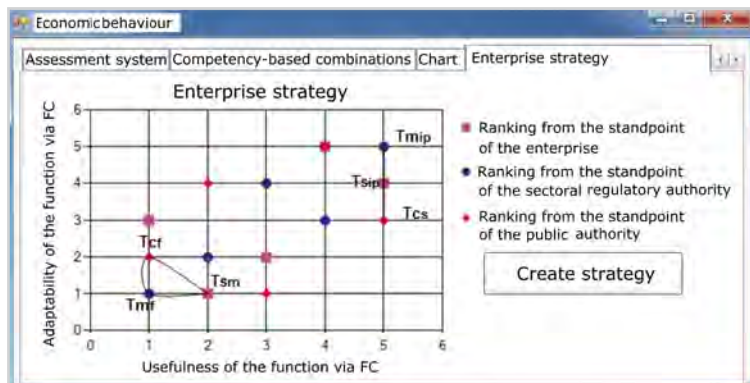 Economic behaviour
Assessment system Competency-based combinations Chart Enterprise strategy
Enterprise strategy
Adaptability of the function via FC
6
5
4
3
2
1
0
0 1 2 3 4 5 6
Usefulness of the function via FC
Tmip
Tsip
Tcs
Tcf
Tsm
Tmf
Ranking from the standpoint
of the enterprise
Ranking from the standpoint
of the sectoral regulatory authority
Ranking from the standpoint
of the public authority
Create strategy